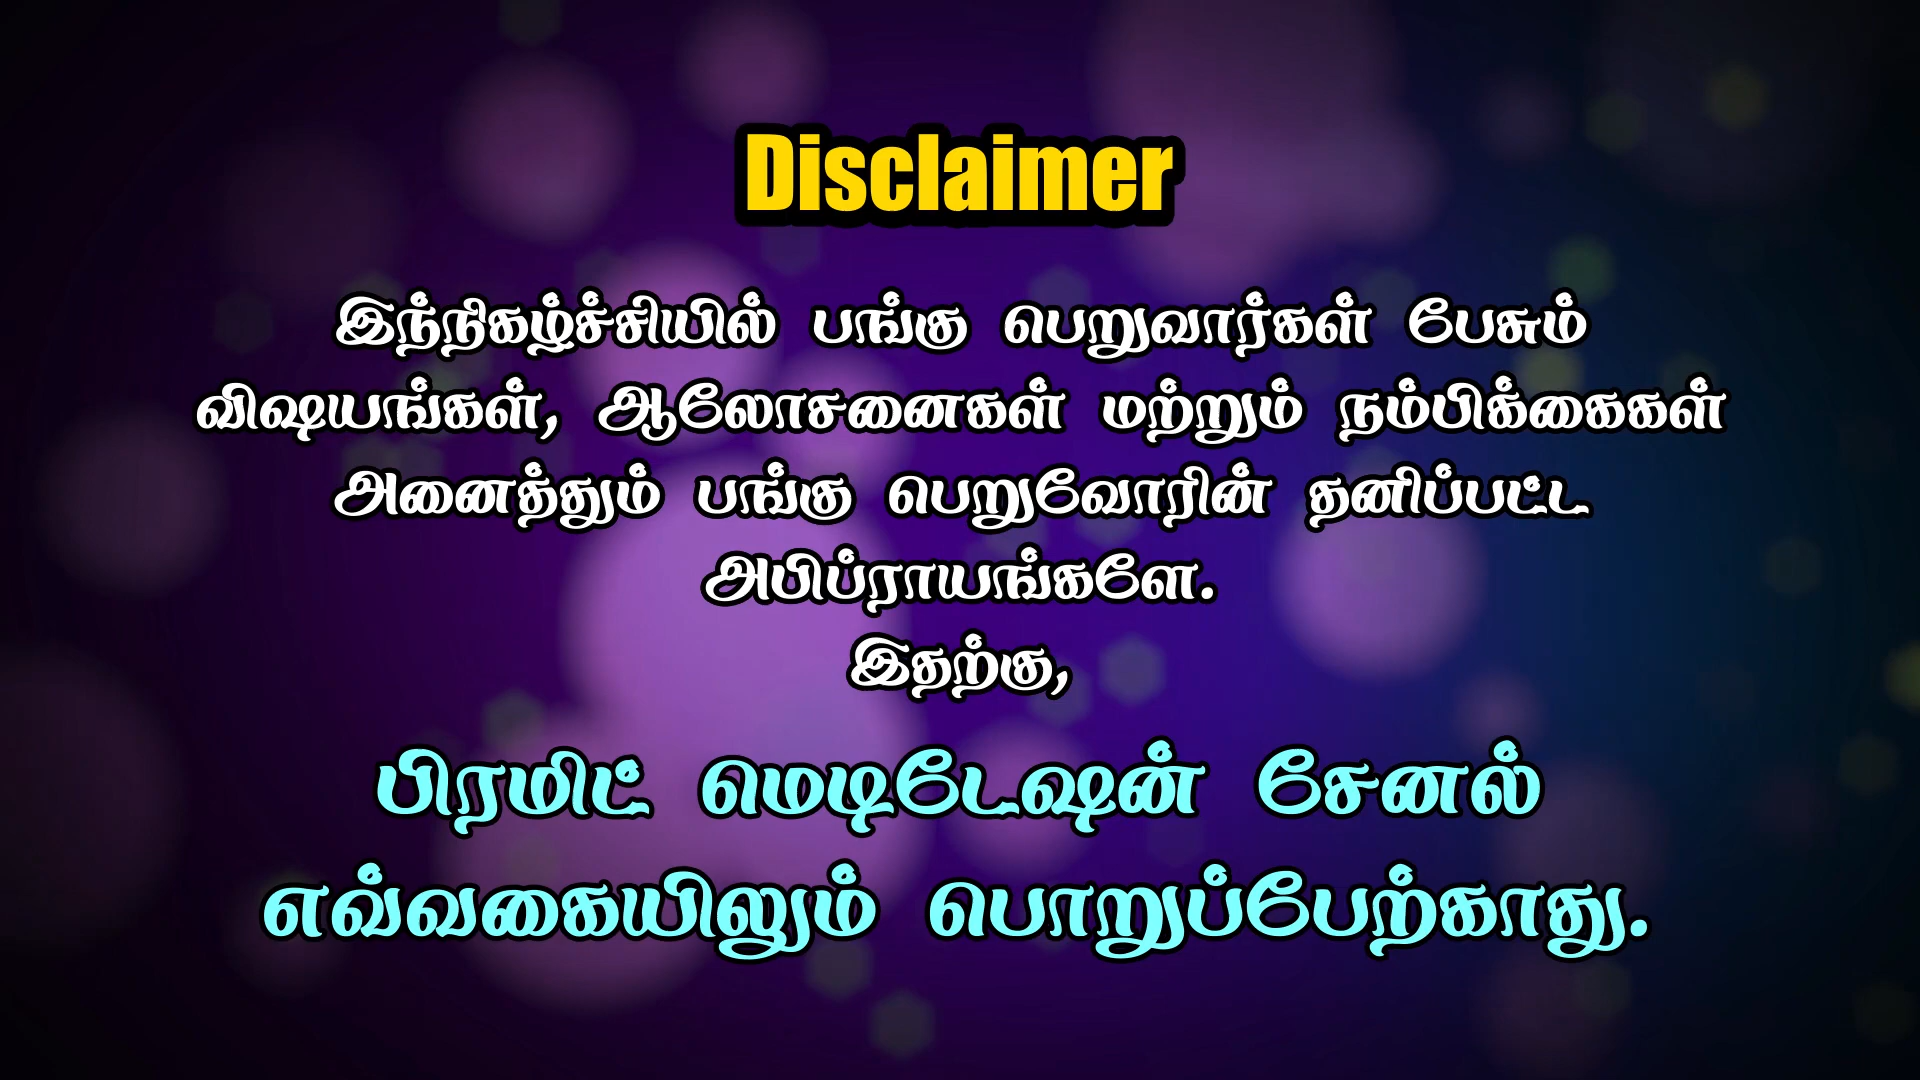 Disclaimer
இந்நிகழ்ச்சியில் பங்கு பெறுவார்கள் பேசும்
விஷயங்கள், ஆலோசனைகள் மற்றும் நம்பிக்கைகள்
அனைத்தும் பங்கு பெறுவோரின் தனிப்பட்ட
அபிப்ராயங்களே.
இதற்கு,
பிரமிட் மெடிடேஷன் சேனல்
எவ்வகையிலும் பொறுப்பேற்காது.